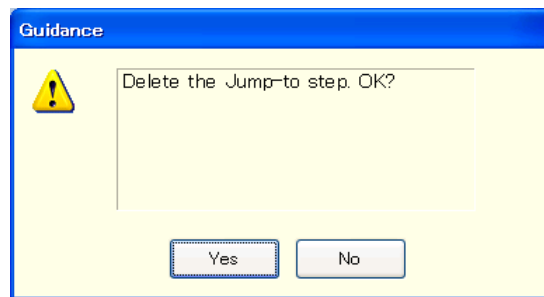 Guidance
Delete the Jump-to step. OK?
Yes
No